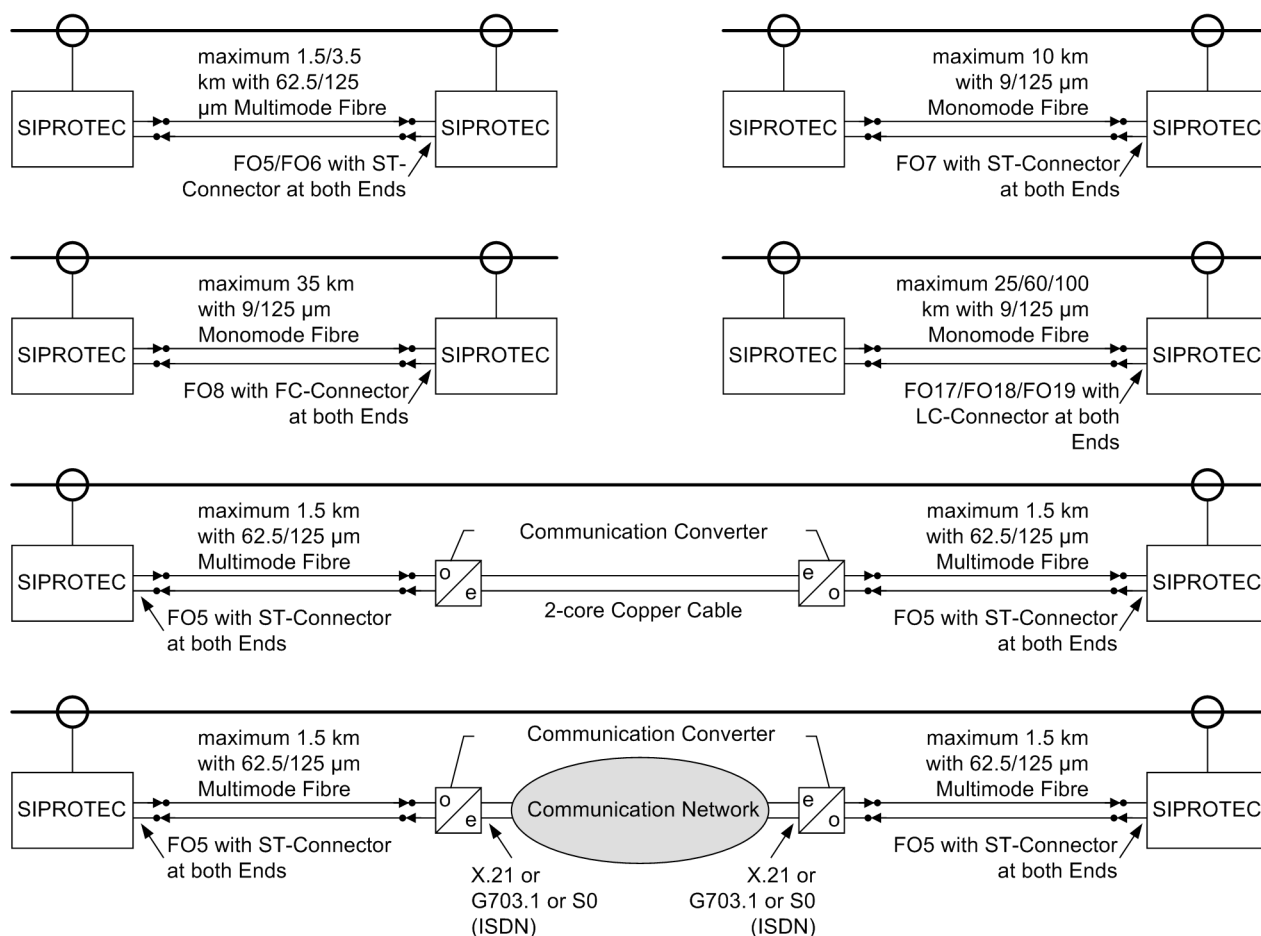 maximum 1.5/3.5
km with 62.5/125
µm Multimode Fibre
SIPROTEC
SIPROTEC
FO5/FO6 with ST-
Connector at both Ends
maximum 10 km
with 9/125 µm
Monomode Fibre
SIPROTEC
SIPROTEC
FO7 with ST-Connector
at both Ends
maximum 35 km
with 9/125 µm
Monomode Fibre
SIPROTEC
SIPROTEC
FO8 with FC-Connector
at both Ends
maximum 25/60/100
km with 9/125 µm
Monomode Fibre
SIPROTEC
SIPROTEC
FO17/FO18/FO19 with
LC-Connector at both
Ends
maximum 1.5 km
with 62.5/125 µm
Multimode Fibre
SIPROTEC
FO5 with ST-Connector
at both Ends
Communication Converter
o
e
2-core Copper Cable
e
o
maximum 1.5 km
with 62.5/125 µm
Multimode Fibre
SIPROTEC
FO5 with ST-Connector
at both Ends
maximum 1.5 km
with 62.5/125 µm
Multimode Fibre
SIPROTEC
FO5 with ST-Connector
at both Ends
Communication Converter
o
e
Communication Network
e
o
X.21 or
G703.1 or S0
(ISDN)
X.21 or
G703.1 or S0
(ISDN)
maximum 1.5 km
with 62.5/125 µm
Multimode Fibre
SIPROTEC
FO5 with ST-Connector
at both Ends